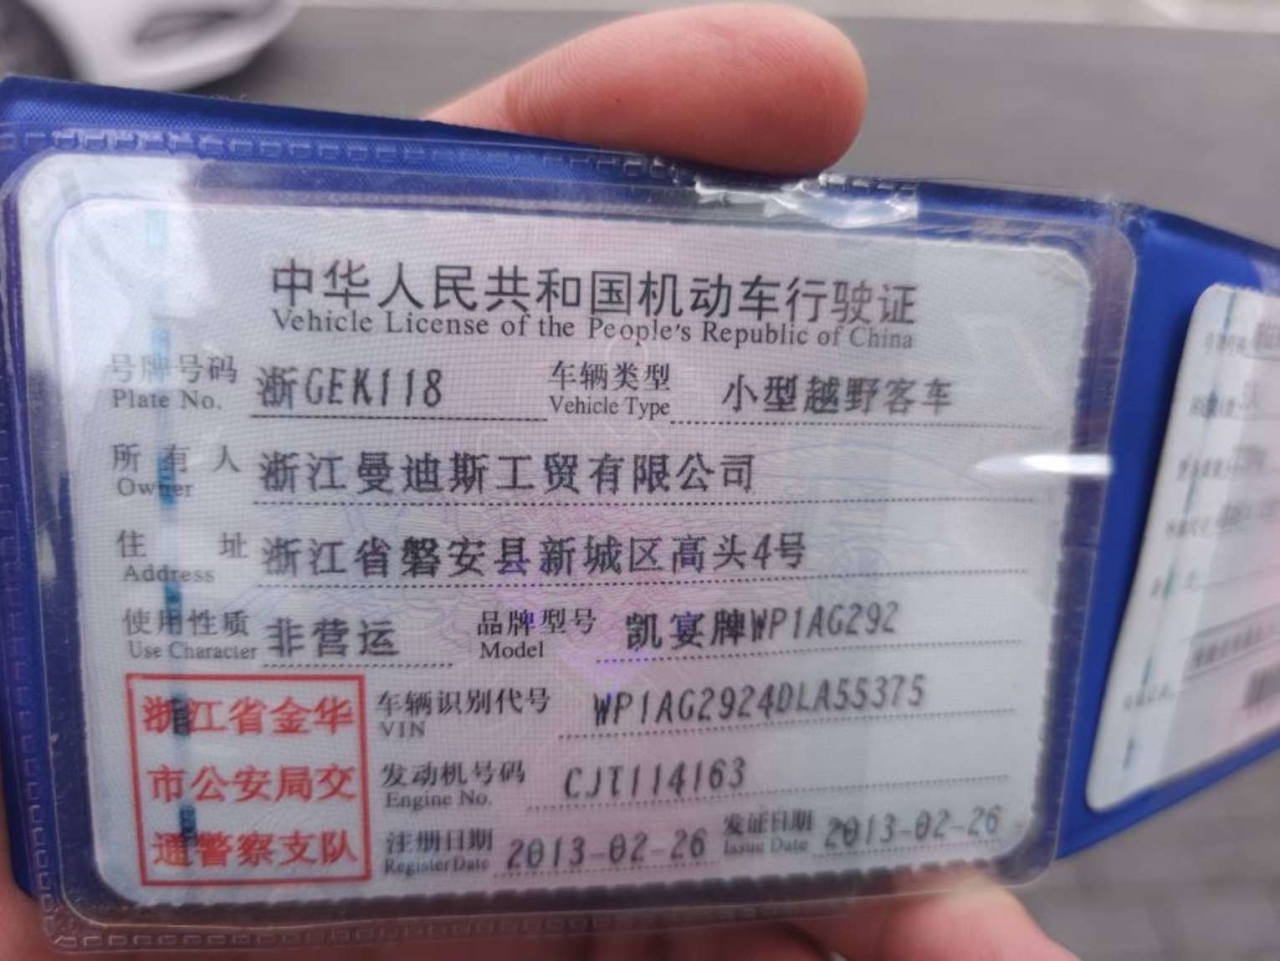 中华人民共和国机动车行驶证
Vehicle License of the People's Republic of China
号牌号码 浙GEK118 车辆类型 小型越野客车
Plate No. Vehicle Type
所有人 浙江曼迪斯工贸有限公司
Owner
住址 浙江省磐安县新城区高头4号
Address
使用性质 非营运 品牌型号 凯宴牌WP1AG292
Use Character Model
浙江省金华
市公安局交
通警察支队
车辆识别代号 WP1AG2924DLA55375
VIN
发动机号码 CJT114163
Engine No.
注册日期 2013-02-26 发证日期 2013-02-26
Register Date Issue Date